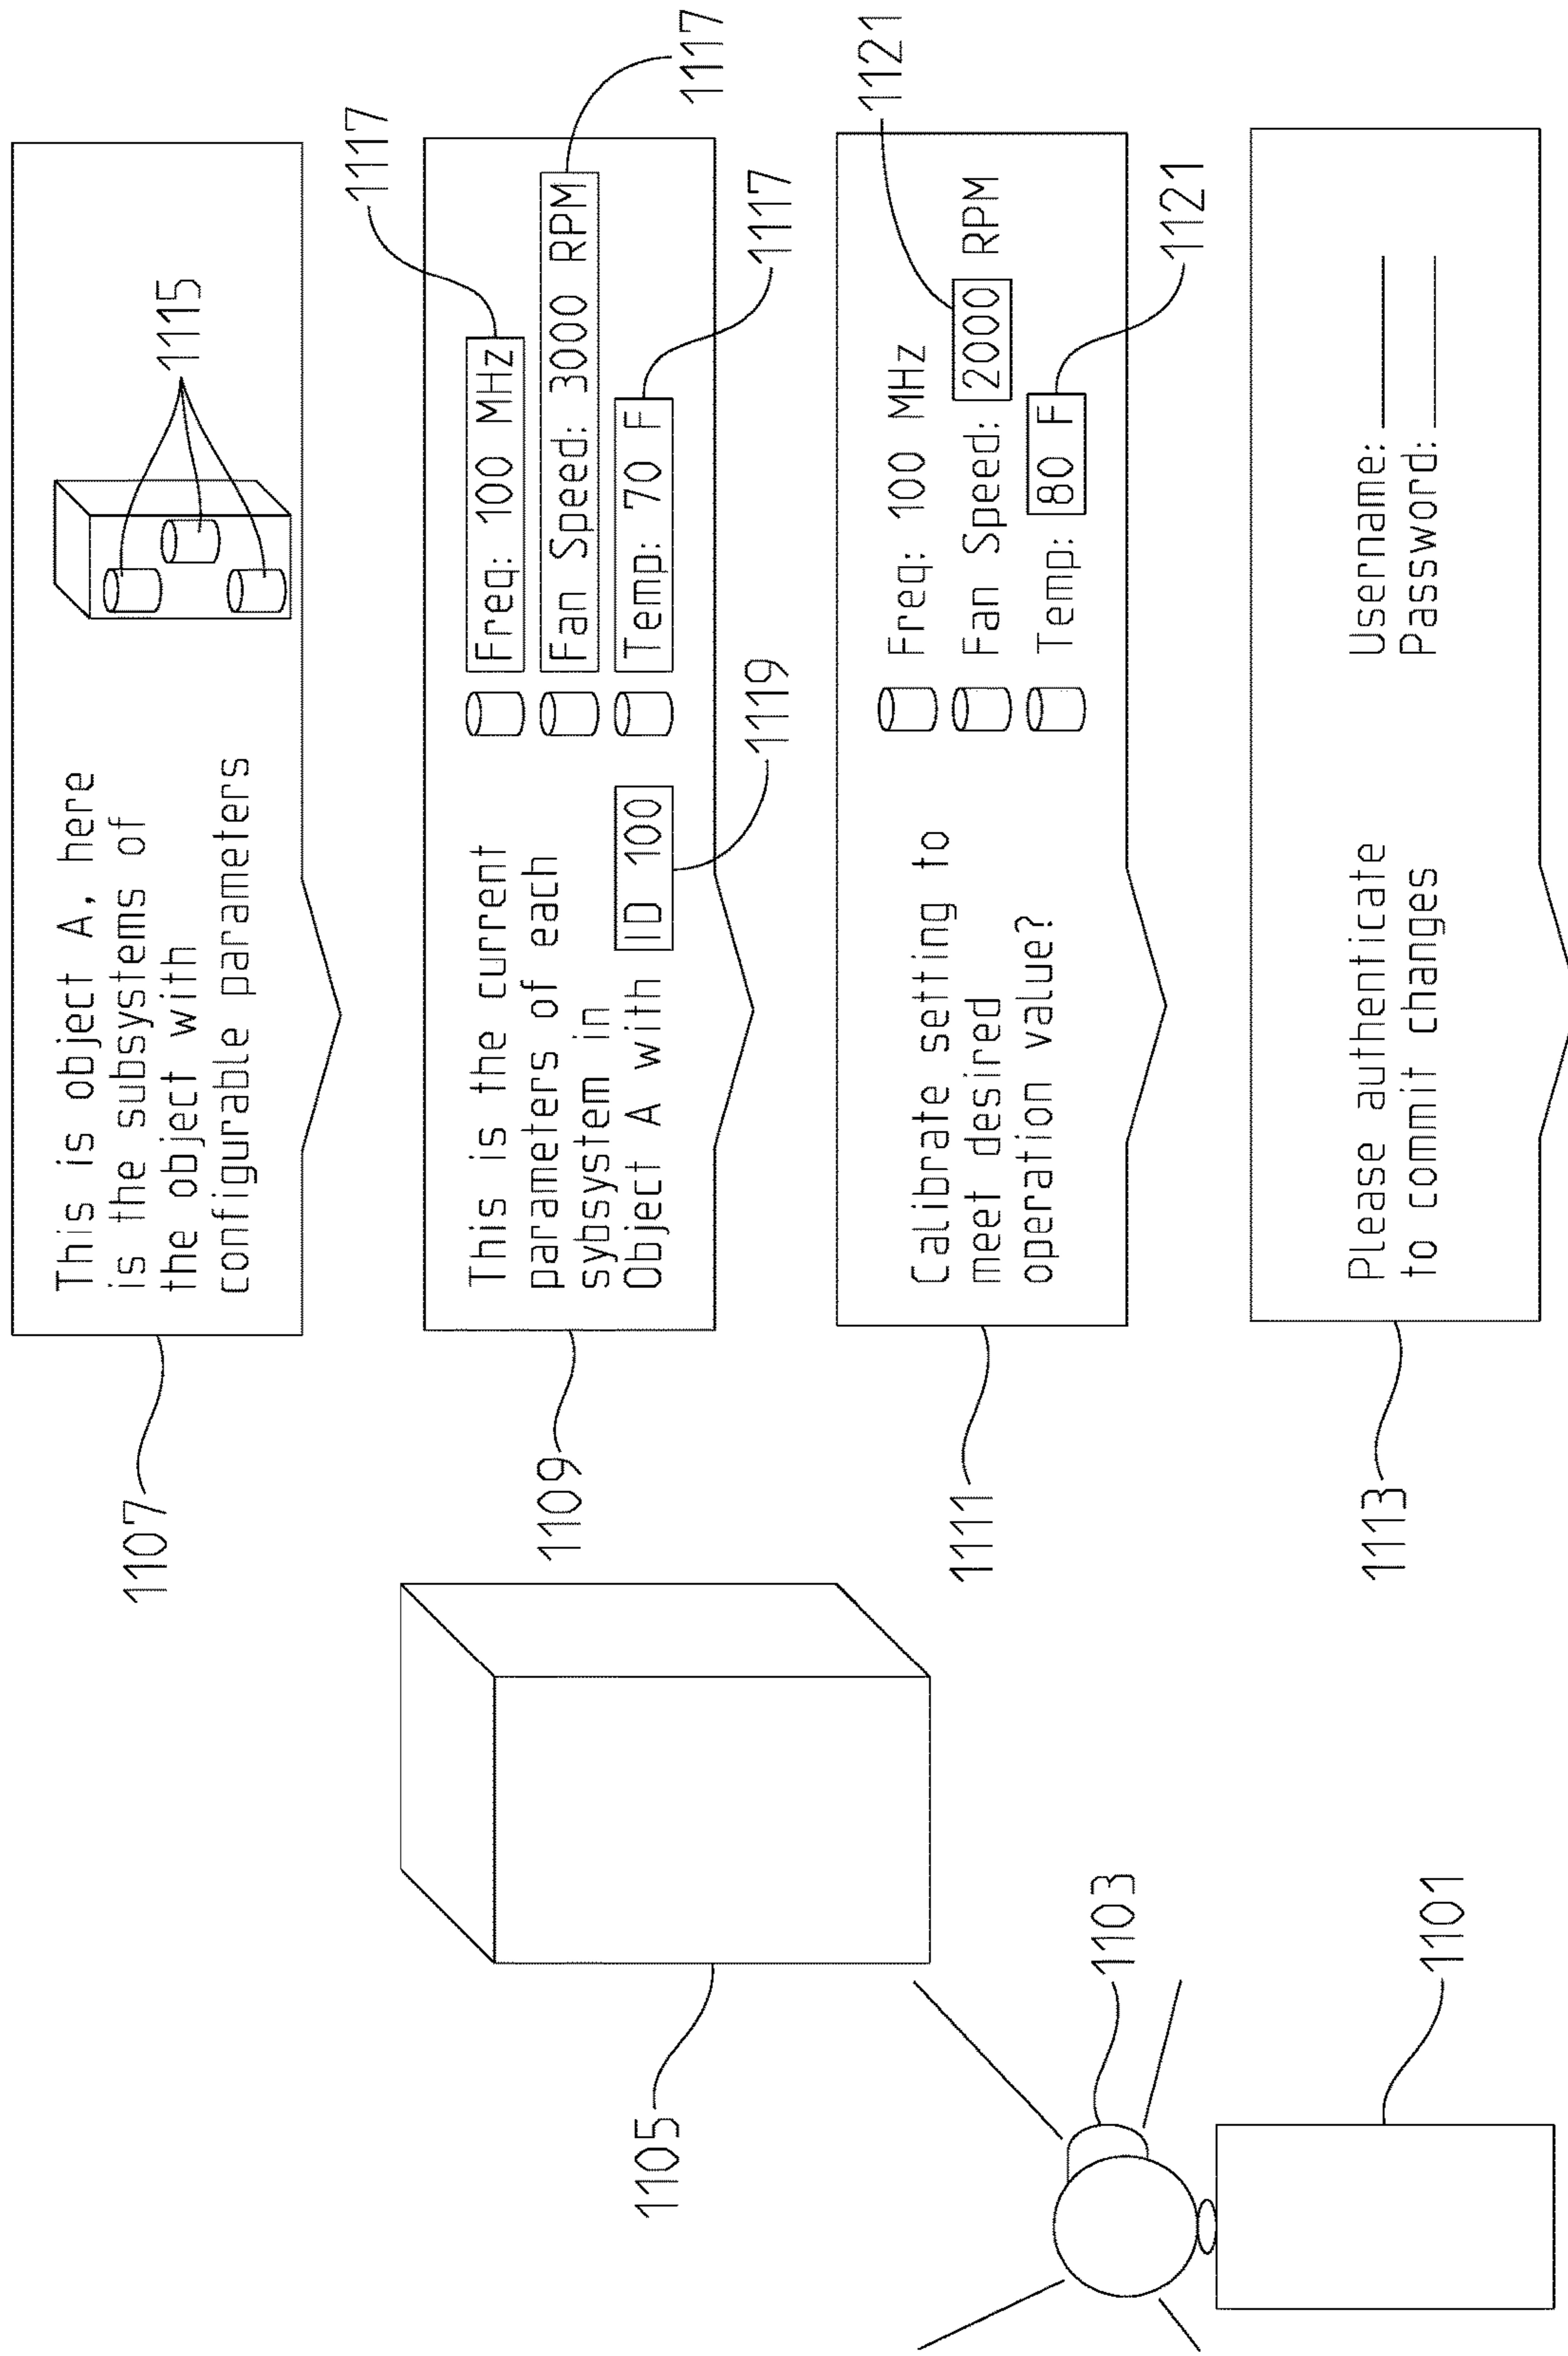 1107
This is object A, here
is the subsystems of
the object with
configurable parameters
1115
1109
This is the current
parameters of each
sybsystem in
Object A with ID 100
1119
Freq: 100 MHz
Fan Speed: 3000 RPM
Temp: 70 F
1117
1117
1117
1111
Calibrate setting to
meet desired
operation value?
Freq: 100 MHz
Fan Speed: 2000 RPM
Temp: 80 F
1121
1121
1113
Please authenticate
to commit changes
Username:
Password:
1105
1103
1101